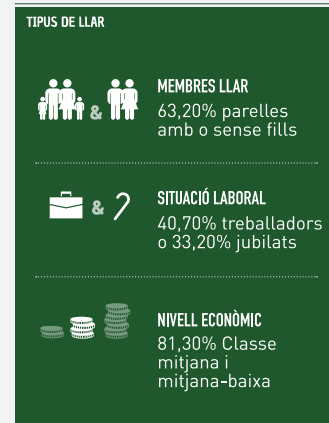 TIPUS DE LLAR
MEMBRES LLAR
63,20% parelles
amb o sense fills
&
SITUACIÓ LABORAL
40,70% treballadors
o 33,20% jubilats
&
NIVELL ECONÒMIC
81,30% Classe
mitjana i
mitjana-baixa